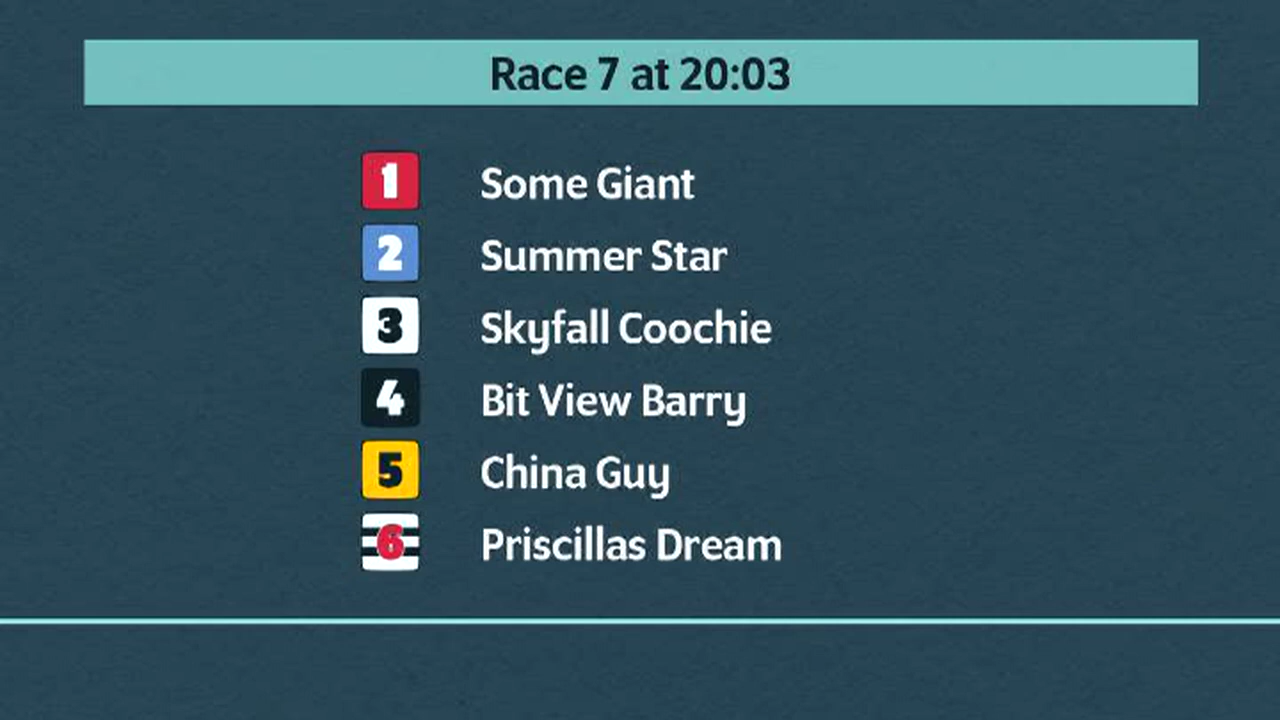 Race 7 at 20:03
1 Some Giant
2 Summer Star
3 Skyfall Coochie
4 Bit View Barry
5 China Guy
6 Priscillas Dream